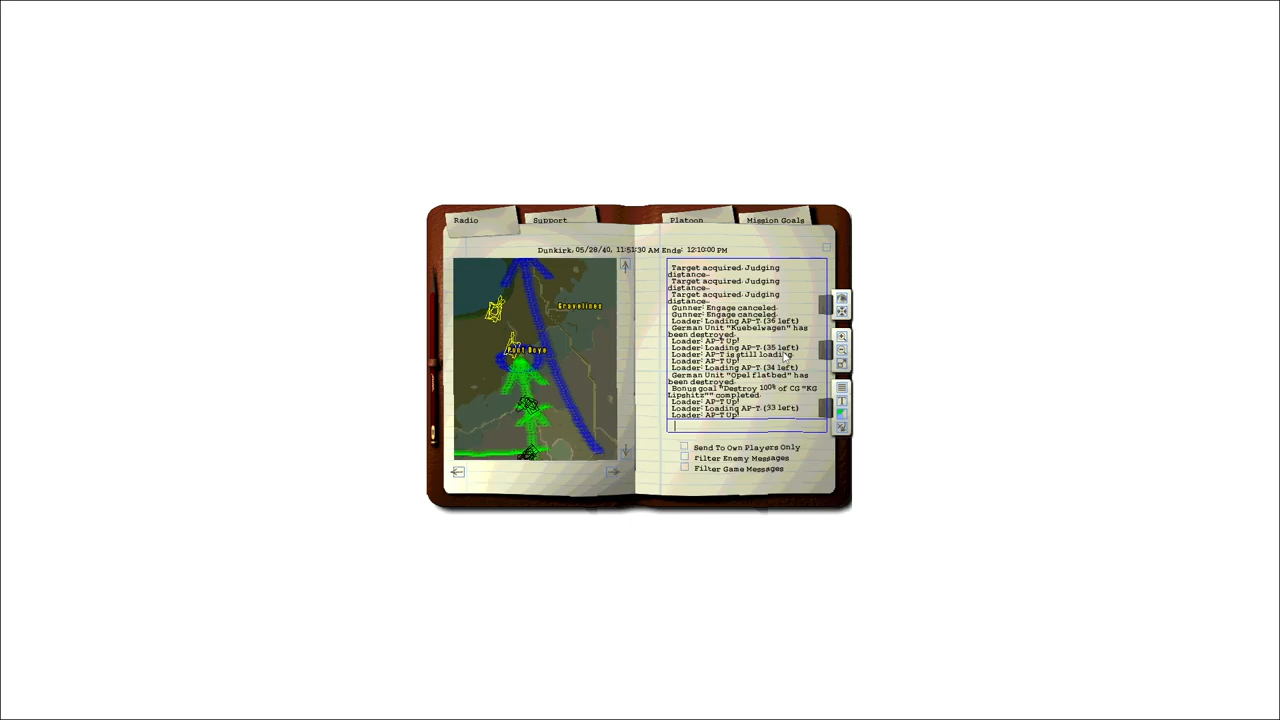 Radio
Support
Platoon
Mission Goals
Dunkirk, 05/28/40, 11:51:30 AM Ends: 12:10:00 PM
Gravelines
Target acquired. Judging
distance...
Target acquired. Judging
distance...
Target acquired. Judging
distance...
Gunner: Engage canceled.
Gunner: Engage canceled.
Loader: Loading AP-T. (36 left)
German Unit "Kuebelwagen" has
been destroyed.
Loader: AP-T Up!
Loader: Loading AP-T. (35 left)
Loader: AP-T is still loading.
Loader: AP-T Up!
Loader: Loading AP-T. (34 left)
German Unit "Opel flatbed" has
been destroyed.
Bonus goal "Destroy 100% of CG "KG
Lipshitz"" completed.
Loader: AP-T Up!
Loader: Loading AP-T. (33 left)
Loader: AP-T Up!
Send To Own Players Only
Filter Enemy Messages
Filter Game Messages